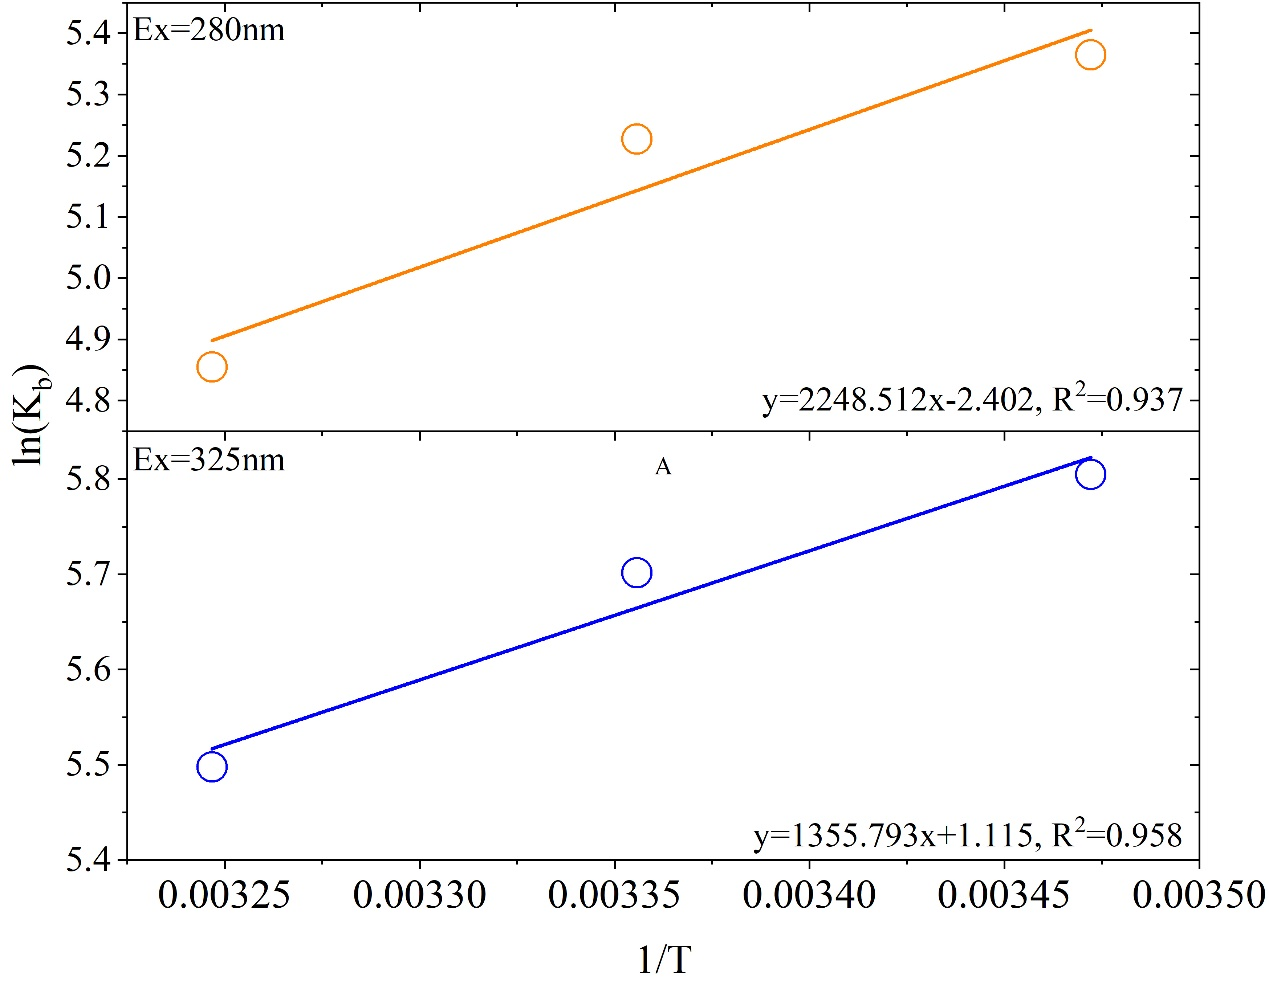 Ex=280nm
5.4
5.3
5.2
5.1
5.0
4.9
4.8
y=2248.512x-2.402, R²=0.937
ln(K_b)
Ex=325nm
A
5.8
5.7
5.6
5.5
5.4
y=1355.793x+1.115, R²=0.958
0.00325 0.00330 0.00335 0.00340 0.00345 0.00350
1/T